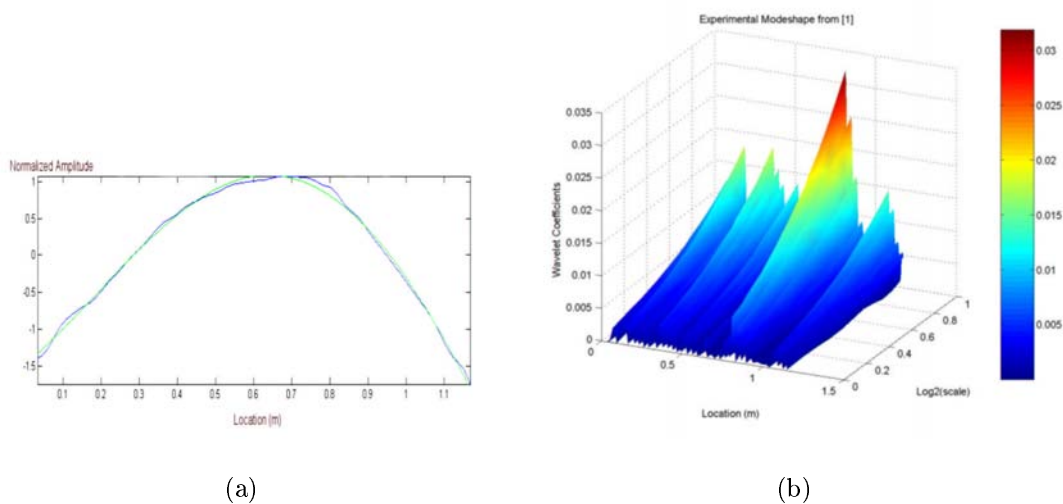 Normalized Amplitude
1
0.5
0
-0.5
-1
-1.5
0.1 0.2 0.3 0.4 0.5 0.6 0.7 0.8 0.9 1 1.1
Location (m)
(a)
Experimental Modeshape from [1]
0.035
0.03
0.025
0.02
0.015
0.01
0.005
0
Wavelet Coefficients
0 0.5 1 1.5
Location (m)
0 0.2 0.4 0.6 0.8 1
Log2(scale)
0.03
0.025
0.02
0.015
0.01
0.005
(b)